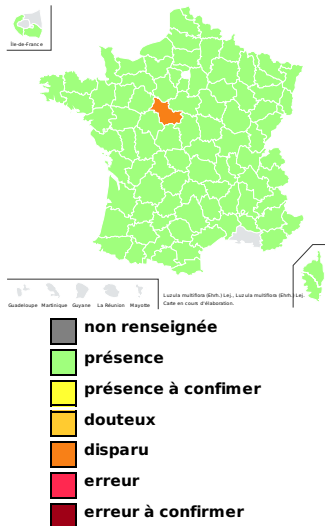 Île-de-France
Guadeloupe Martinique Guyane La Réunion Mayotte
Luzula multiflora (Ehrh.) Lej., Luzula multiflora (Ehrh.) Lej.
Carte en cours d'élaboration.
non renseignée
présence
présence à confimer
douteux
disparu
erreur
erreur à confirmer